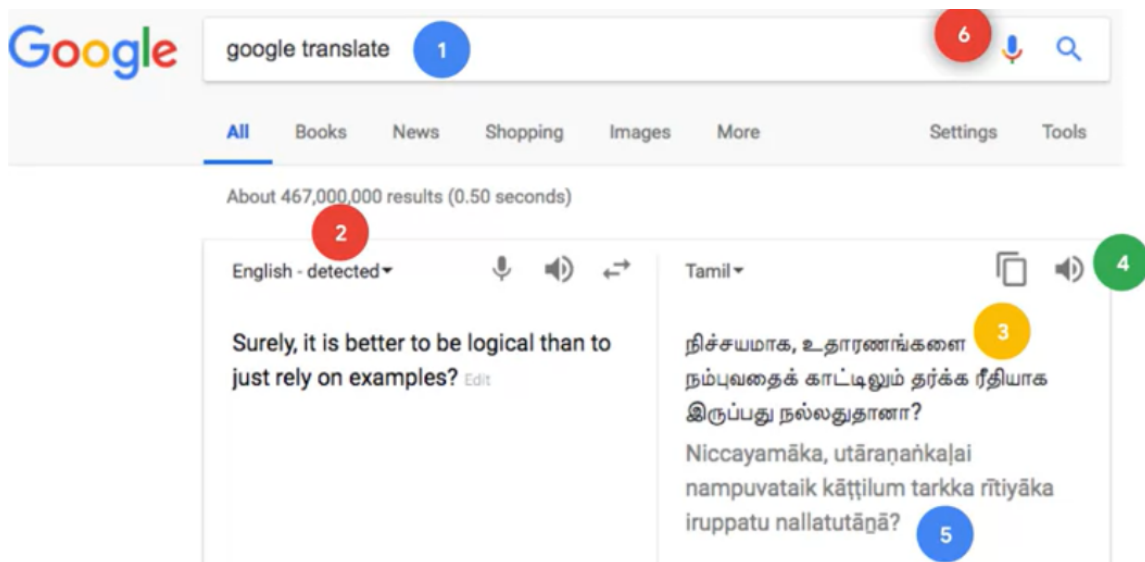 Google google translate 1 6
All Books News Shopping Images More Settings Tools
About 467,000,000 results (0.50 seconds)
2
English - detected Tamil 4
Surely, it is better to be logical than to
just rely on examples? Edit
3
நிச்சயமாக, உதாரணங்களை
நம்புவதைக் காட்டிலும் தர்க்க ரீதியாக
இருப்பது நல்லதுதானா?
Niccayamāka, utāraṇaṅkaḷai
nampuvataik kāṭṭilum tarkka rītiyāka
iruppatu nallatutāṉā?
5